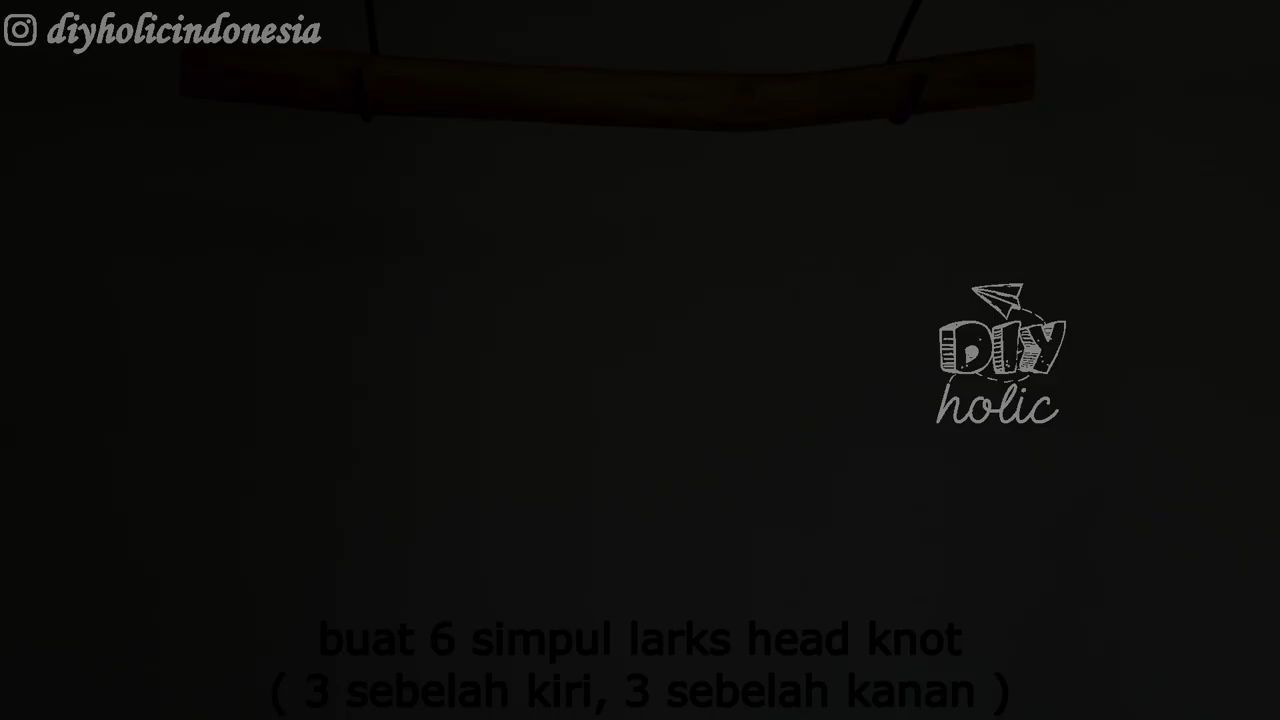 diyholicindonesia
DIY
holic
buat 6 simpul larks head knot
( 3 sebelah kiri, 3 sebelah kanan )